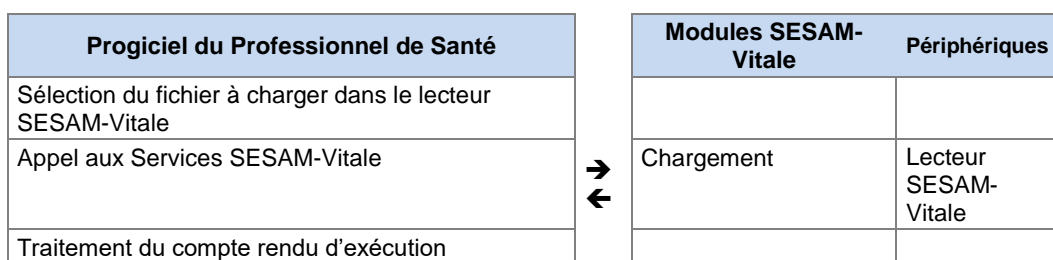 Progiciel du Professionnel de Santé
Modules SESAM-
Vitale
Périphériques
Sélection du fichier à charger dans le lecteur
SESAM-Vitale
Appel aux Services SESAM-Vitale
➔
Chargement
Lecteur
🡰
SESAM-
Vitale
Traitement du compte rendu d'exécution